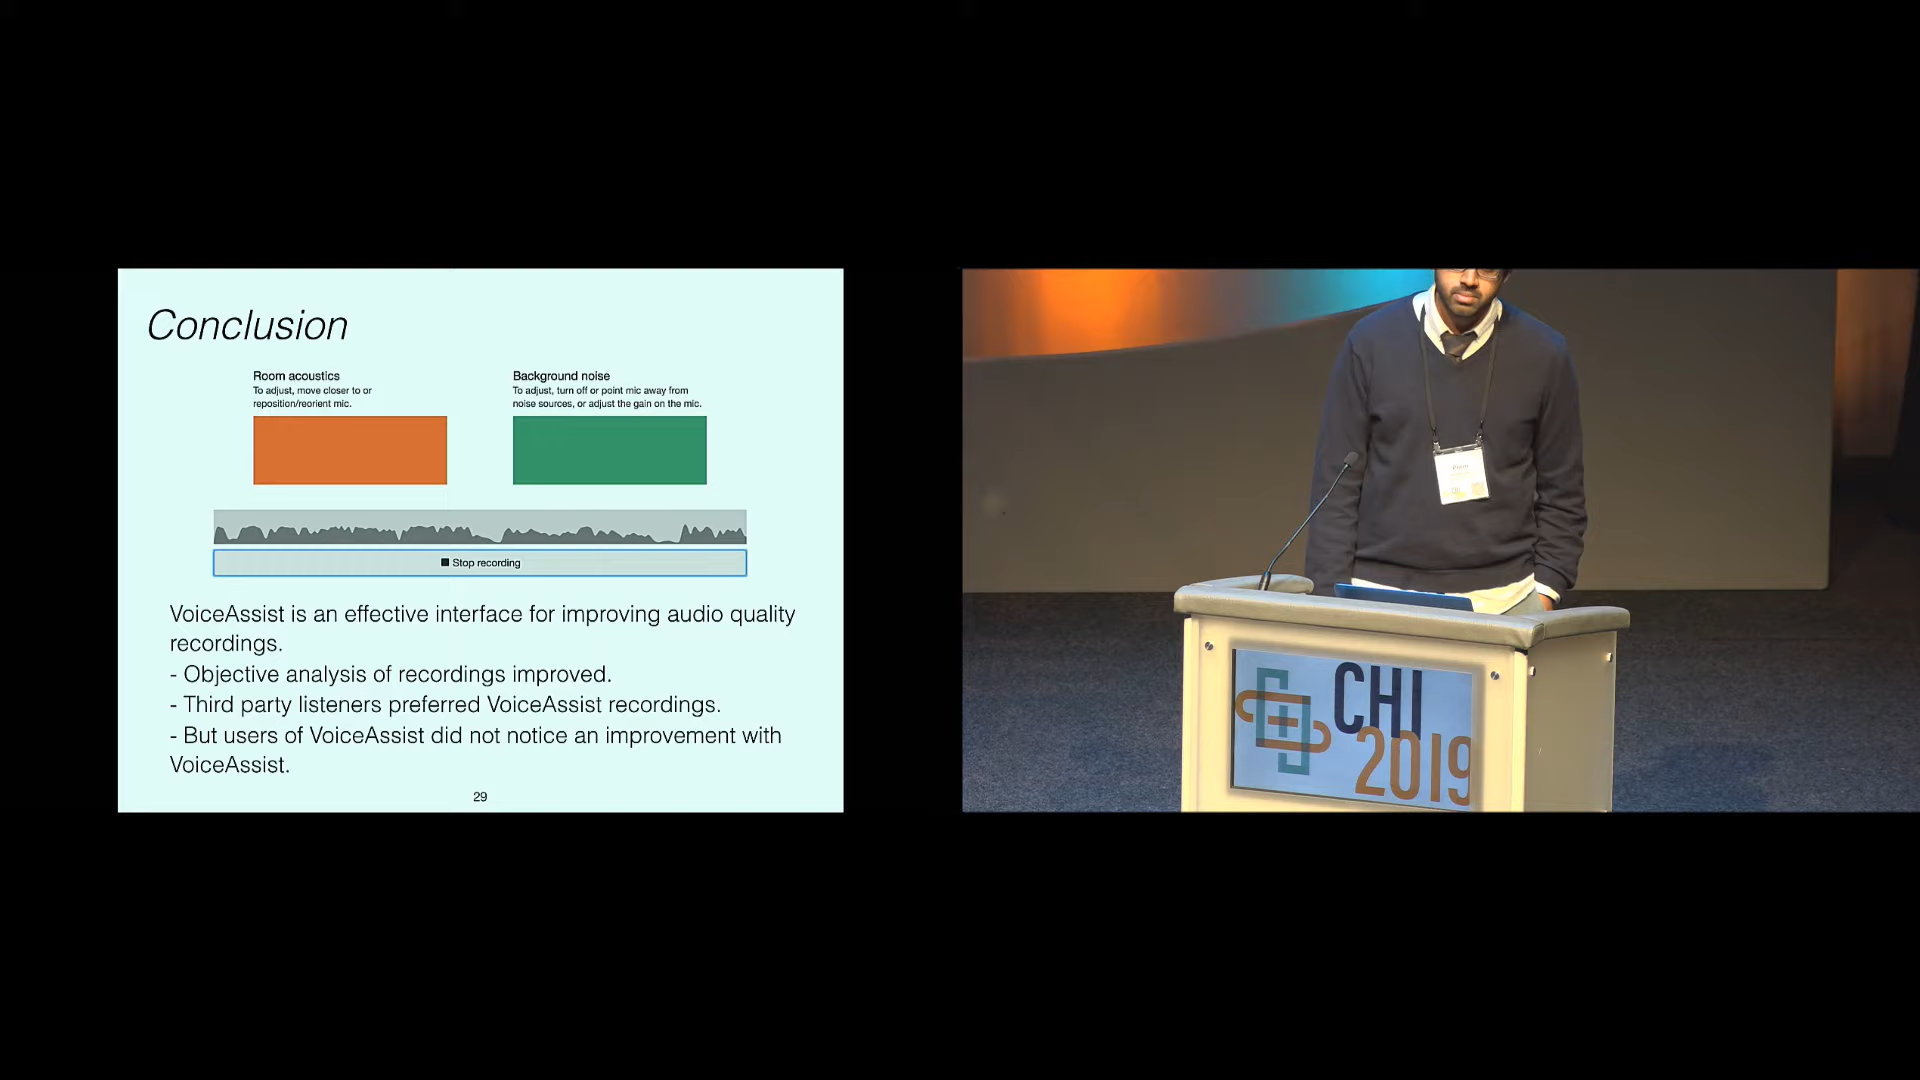 Conclusion
Room acoustics
To adjust, move closer to or
reposition/reorient mic.
Background noise
To adjust, turn off or point mic away from
noise sources, or adjust the gain on the mic.
Stop recording
VoiceAssist is an effective interface for improving audio quality
recordings.
- Objective analysis of recordings improved.
- Third party listeners preferred VoiceAssist recordings.
- But users of VoiceAssist did not notice an improvement with
VoiceAssist.
29
CHI
2019